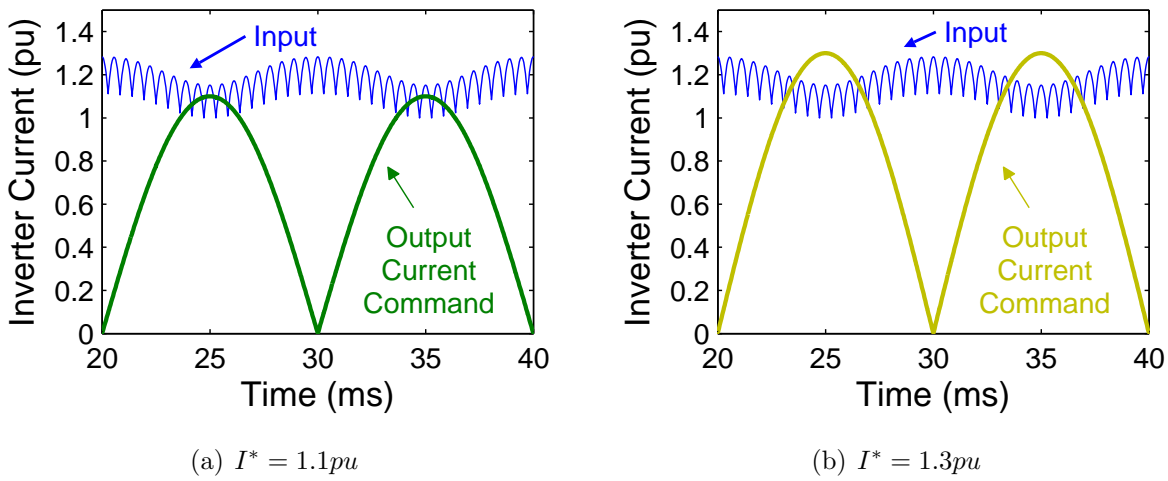 1.4
1.2
1
0.8
0.6
0.4
0.2
0
Inverter Current (pu)
Input
Output
Current
Command
20 25 30 35 40
Time (ms)
(a) I* = 1.1pu
1.4
1.2
1
0.8
0.6
0.4
0.2
0
Inverter Current (pu)
Input
Output
Current
Command
20 25 30 35 40
Time (ms)
(b) I* = 1.3pu